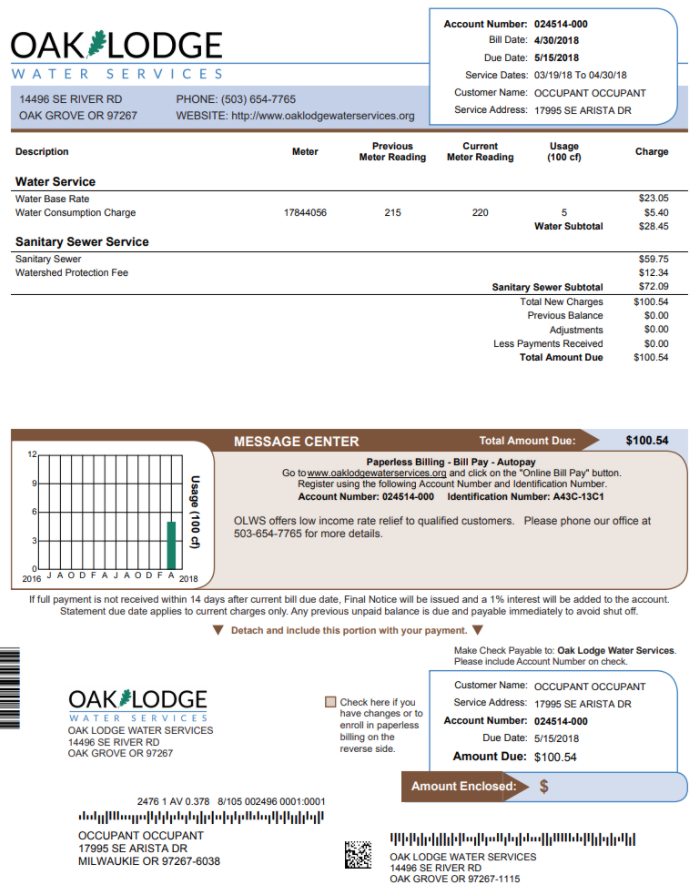 OAK LODGE
WATER SERVICES
Account Number: 024514-000
Bill Date: 4/30/2018
Due Date: 5/15/2018
Service Dates: 03/19/18 To 04/30/18
Customer Name: OCCUPANT OCCUPANT
Service Address: 17995 SE ARISTA DR
14496 SE RIVER RD PHONE: (503) 654-7765
OAK GROVE OR 97267 WEBSITE: http://www.oaklodgewaterservices.org
Description Meter Previous Meter Reading Current Meter Reading Usage (100 cf) Charge
Water Service
Water Base Rate $23.05
Water Consumption Charge 17844056 215 220 5 $5.40
Water Subtotal $28.45
Sanitary Sewer Service
Sanitary Sewer $59.75
Watershed Protection Fee $12.34
Sanitary Sewer Subtotal $72.09
Total New Charges $100.54
Previous Balance $0.00
Adjustments $0.00
Less Payments Received $0.00
Total Amount Due $100.54
MESSAGE CENTER Total Amount Due: $100.54
12
9
6
3
0
2016 J A O D F A J A O D F A 2018
Usage (100 cf)
Paperless Billing - Bill Pay - Autopay
Go to www.oaklodgewaterservices.org and click on the "Online Bill Pay" button.
Register using the following Account Number and Identification Number.
Account Number: 024514-000 Identification Number: A43C-13C1
OLWS offers low income rate relief to qualified customers. Please phone our office at
503-654-7765 for more details.
If full payment is not received within 14 days after current bill due date, Final Notice will be issued and a 1% interest will be added to the account.
Statement due date applies to current charges only. Any previous unpaid balance is due and payable immediately to avoid shut off.
Detach and include this portion with your payment.
Make Check Payable to: Oak Lodge Water Services.
Please include Account Number on check.
OAK LODGE
WATER SERVICES
OAK LODGE WATER SERVICES
14496 SE RIVER RD
OAK GROVE OR 97267
Check here if you
have changes or to
enroll in paperless
billing on the
reverse side.
Customer Name: OCCUPANT OCCUPANT
Service Address: 17995 SE ARISTA DR
Account Number: 024514-000
Due Date: 5/15/2018
Amount Due: $100.54
Amount Enclosed: $
2476 1 AV 0.378 8/105 002496 0001:0001
OCCUPANT OCCUPANT
17995 SE ARISTA DR
MILWAUKIE OR 97267-6038
OAK LODGE WATER SERVICES
14496 SE RIVER RD
OAK GROVE OR 97267-1115